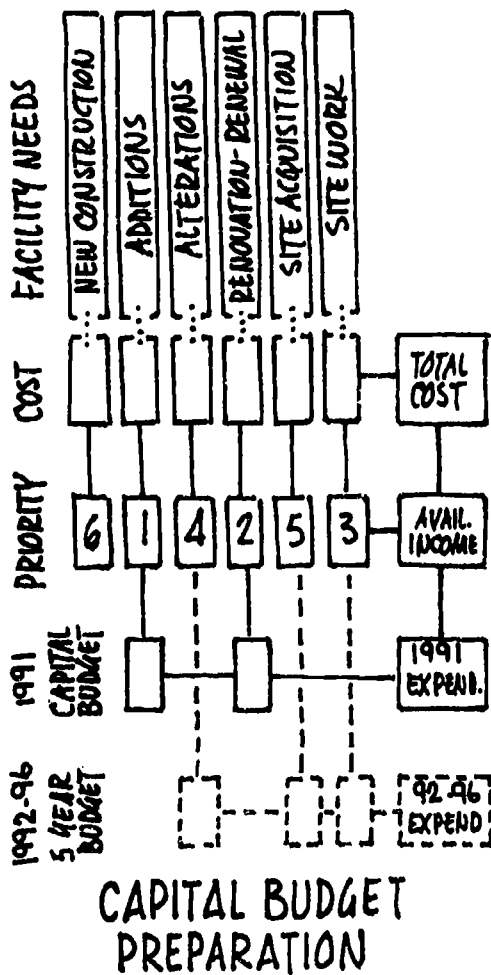 FACILITY NEEDS
NEW CONSTRUCTION
ADDITIONS
ALTERATIONS
RENOVATION-RENEWAL
SITE ACQUISITION
SITE WORK
COST
TOTAL
COST
PRIORITY
6
1
4
2
5
3
AVAIL.
INCOME
1991
CAPITAL
BUDGET
1991
EXPEND.
1992-96
5 YEAR
BUDGET
92-96
EXPEND
CAPITAL BUDGET
PREPARATION